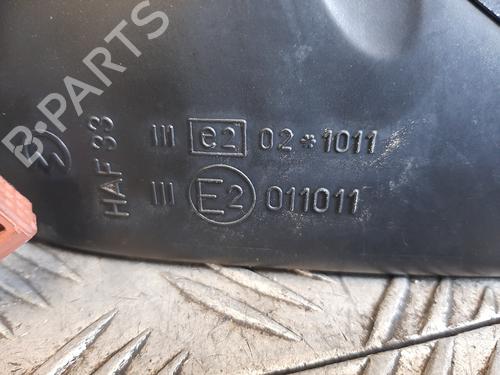 B-PARTS
HAF 33
III e2 02*1011
III E2 011011